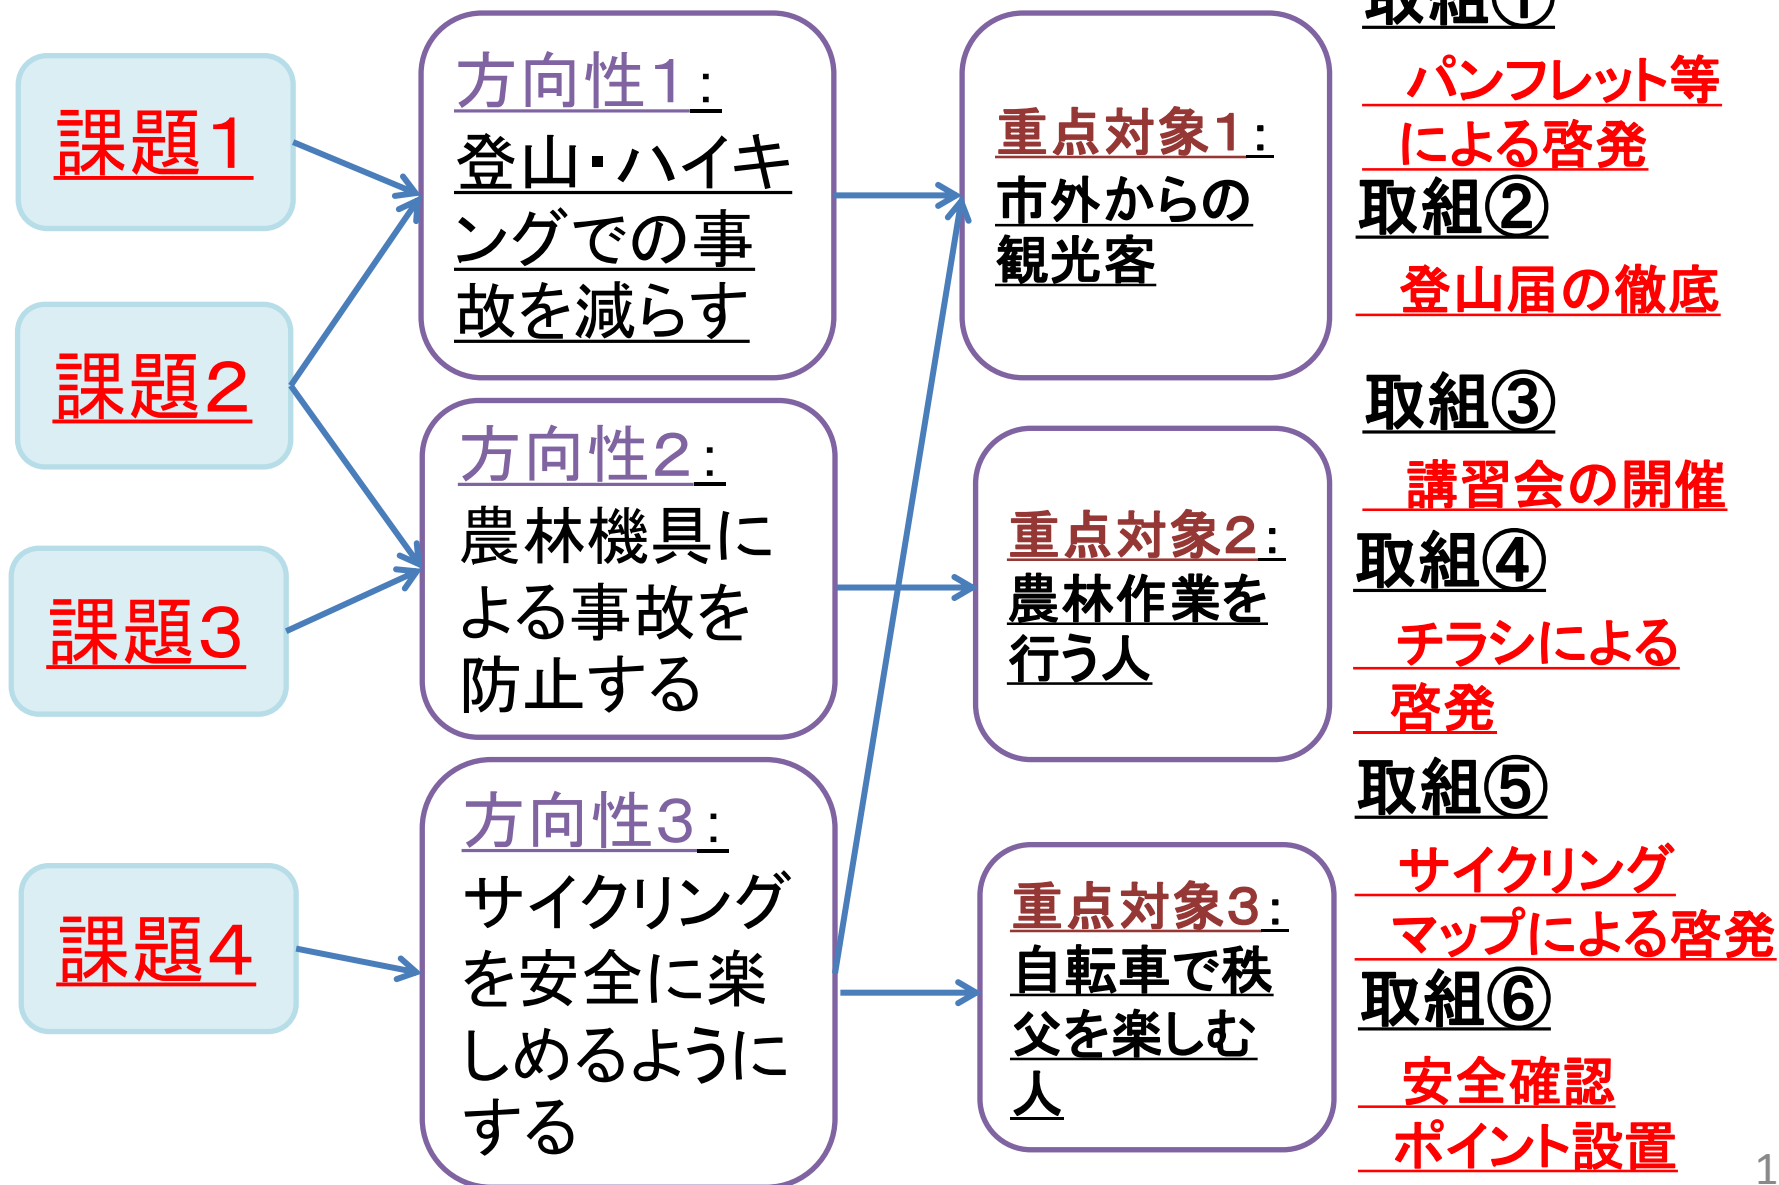 課題1
課題2
課題3
課題4
方向性1:
登山・ハイキ
ングでの事
故を減らす
方向性2:
農林機具に
よる事故を
防止する
方向性3:
サイクリング
を安全に楽
しめるように
する
重点対象1:
市外からの
観光客
重点対象2:
農林作業を
行う人
重点対象3:
自転車で秩
父を楽しむ
人
取組①
パンフレット等
による啓発
取組②
登山届の徹底
取組③
講習会の開催
取組④
チラシによる
啓発
取組⑤
サイクリング
マップによる啓発
取組⑥
安全確認
ポイント設置
1